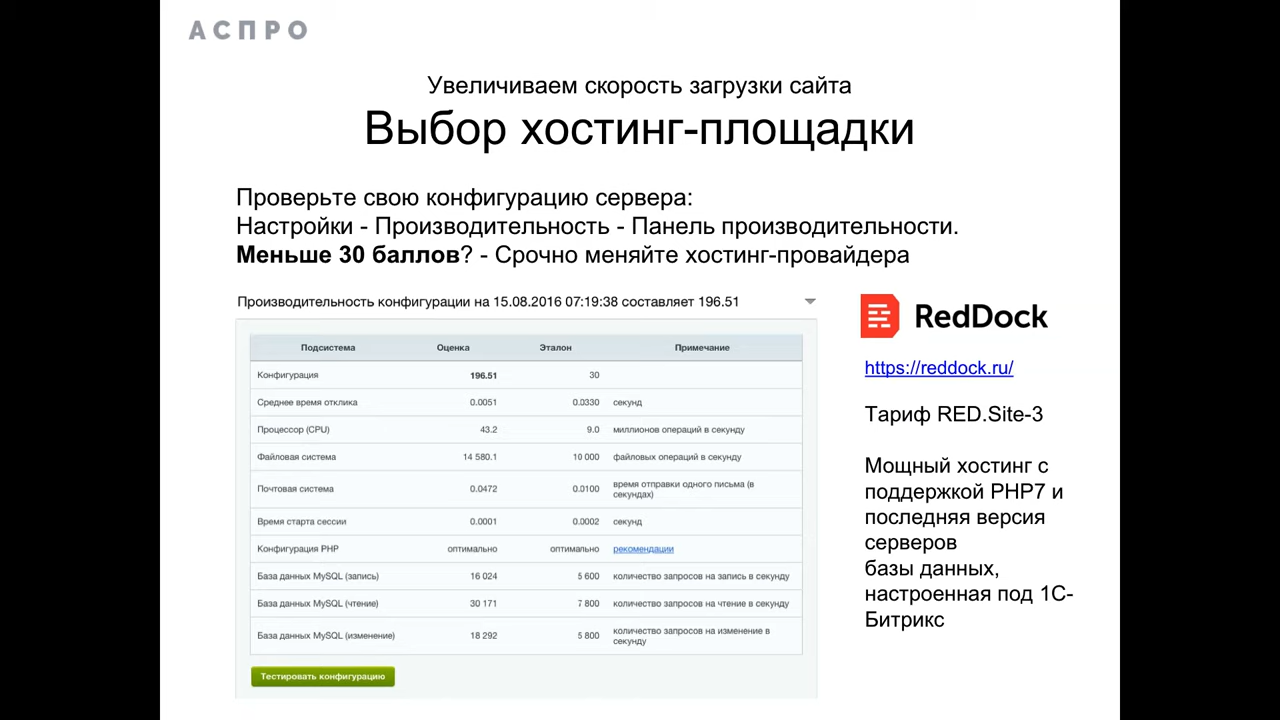 АСПРО
Увеличиваем скорость загрузки сайта
Выбор хостинг-площадки
Проверьте свою конфигурацию сервера:
Настройки - Производительность - Панель производительности.
Меньше 30 баллов? - Срочно меняйте хостинг-провайдера
Производительность конфигурации на 15.08.2016 07:19:38 составляет 196.51
Подсистема Оценка Эталон Примечание
Конфигурация 196.51 30
Среднее время отклика 0.0051 0.0330 секунд
Процессор (CPU) 43.2 9.0 миллионов операций в секунду
Файловая система 14 580.1 10 000 файловых операций в секунду
Почтовая система 0.0472 0.0100 время отправки одного письма (в
секундах)
Время старта сессии 0.0001 0.0002 секунд
Конфигурация PHP оптимально оптимально рекомендации
База данных MySQL (запись) 16 024 5 600 количество запросов на запись в секунду
База данных MySQL (чтение) 30 171 7 800 количество запросов на чтение в секунду
База данных MySQL (изменение) 18 292 5 800 количество запросов на изменение в
секунду
Тестировать конфигурацию
RedDock
https://reddock.ru/
Тариф RED.Site-3
Мощный хостинг с
поддержкой PHP7 и
последняя версия
серверов
базы данных,
настроенная под 1С-
Битрикс